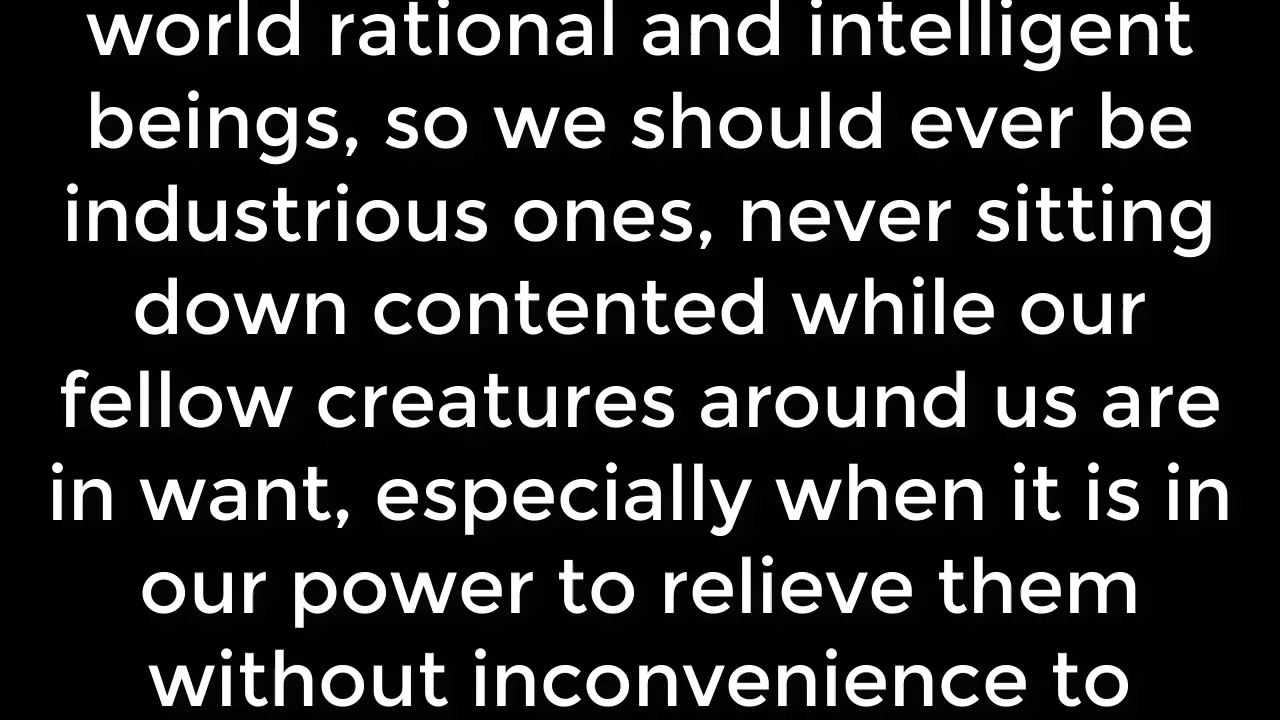 world rational and intelligent
beings, so we should ever be
industrious ones, never sitting
down contented while our
fellow creatures around us are
in want, especially when it is in
our power to relieve them
without inconvenience to